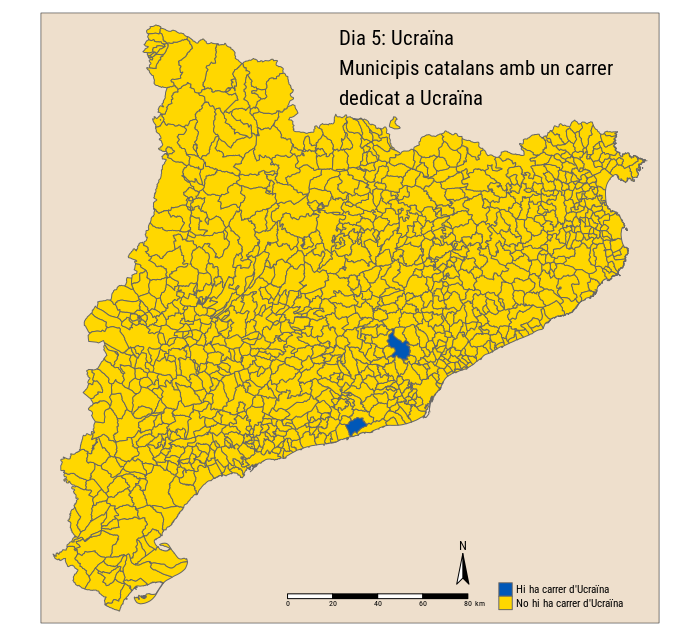 Dia 5: Ucraïna
Municipis catalans amb un carrer
dedicat a Ucraïna
N
0 20 40 60 80 km
Hi ha carrer d'Ucraïna
No hi ha carrer d'Ucraïna